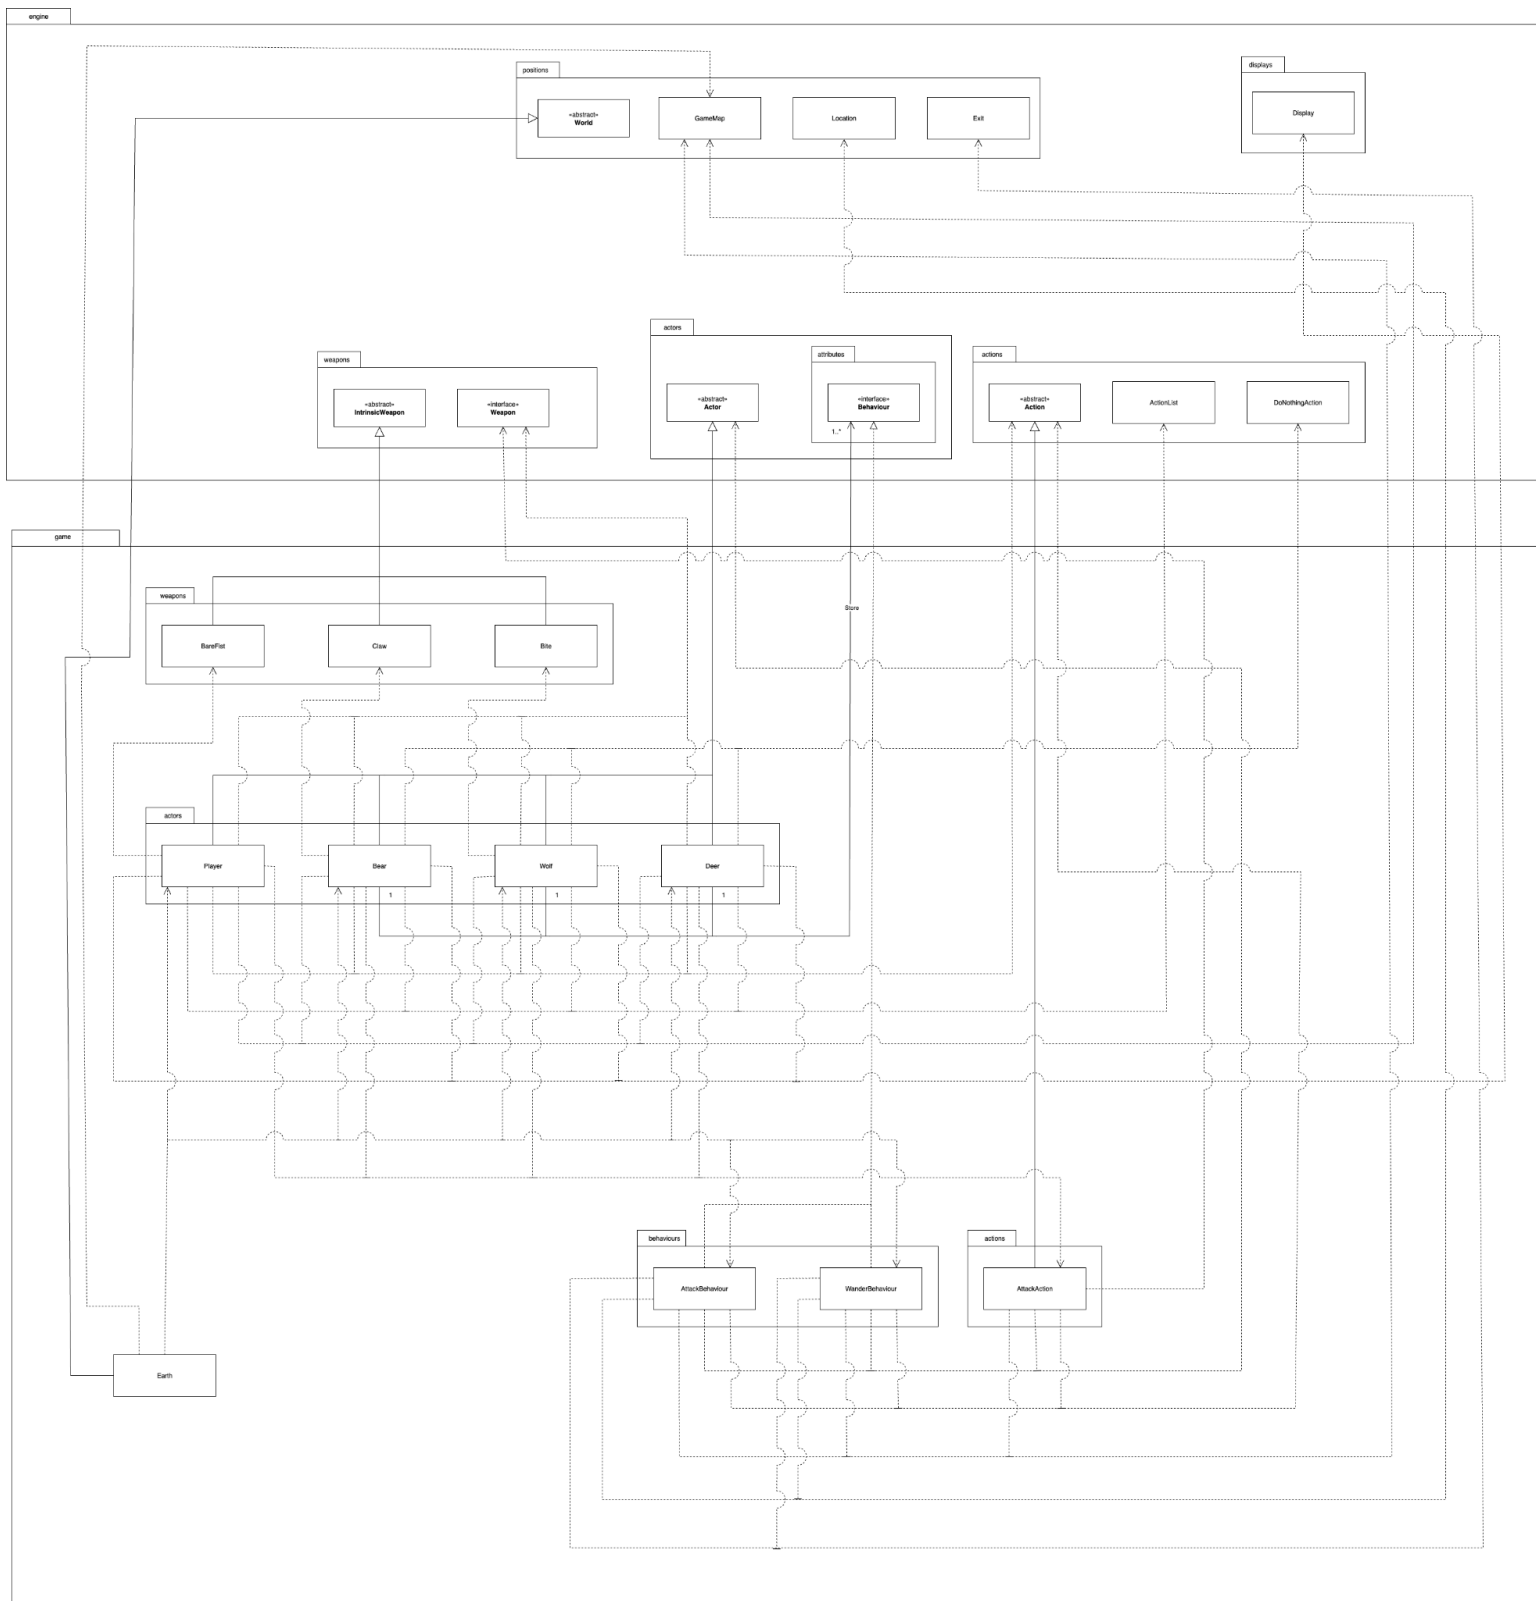 engine
positions
«abstract»
World
GameMap
Location
Exit
displays
Display
weapons
«abstract»
IntrinsicWeapon
«interface»
Weapon
actors
«abstract»
Actor
attributes
«interface»
Behaviour
1..*
actions
«abstract»
Action
ActionList
DoNothingAction
game
weapons
BareFist
Claw
Bite
Store
actors
Player
Bear
Wolf
Deer
1
1
1
behaviours
AttackBehaviour
WanderBehaviour
actions
AttackAction
Earth